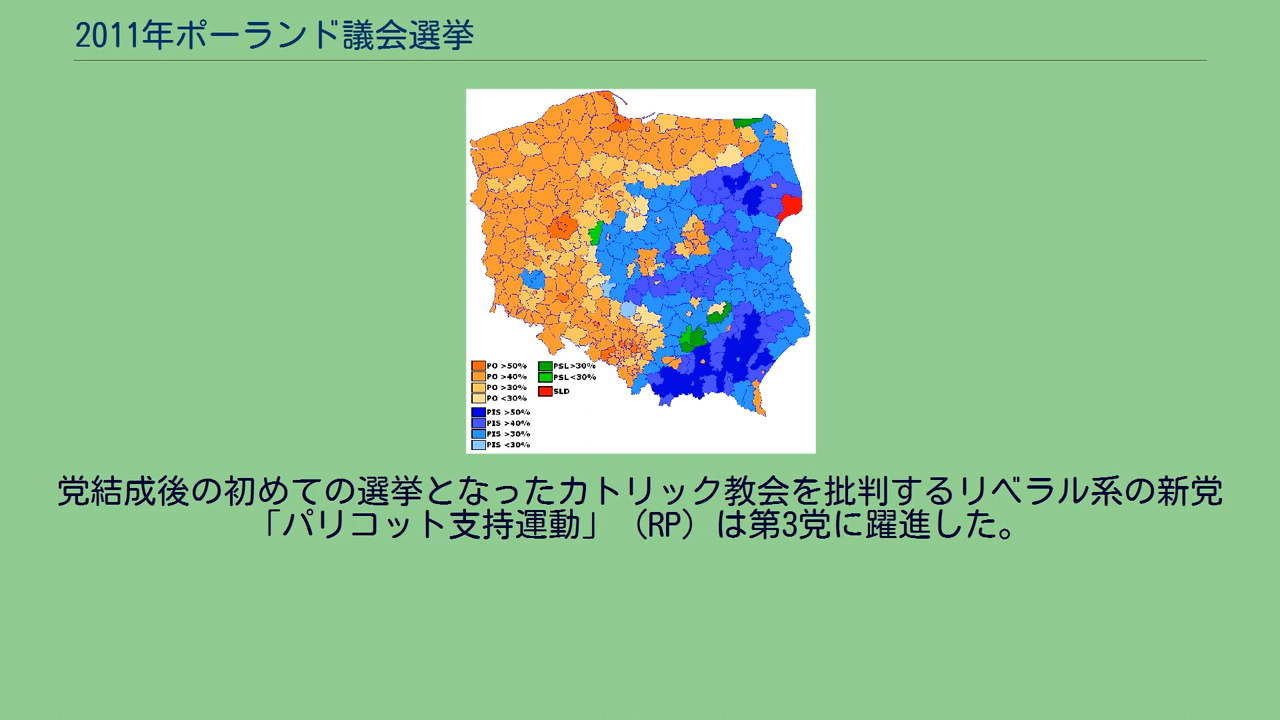 2011年ポーランド議会選挙
PO >50%
PO >40%
PO >30%
PO <30%
PSL>30%
PSL<30%
SLD
PIS >50%
PIS >40%
PIS >30%
PIS <30%
党結成後の初めての選挙となったカトリック教会を批判するリベラル系の新党
「パリコット支持運動」（RP）は第3党に躍進した。